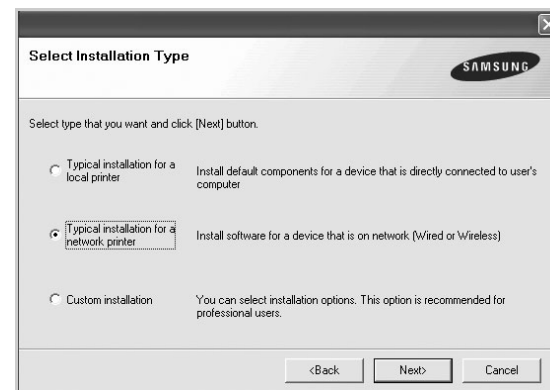 Select Installation Type
SAMSUNG
Select type that you want and click [Next] button.
Typical installation for a
local printer
Install default components for a device that is directly connected to user's
computer
Typical installation for a
network printer
Install software for a device that is on network (Wired or Wireless)
Custom installation
You can select installation options. This option is recommended for
professional users.
<Back
Next>
Cancel